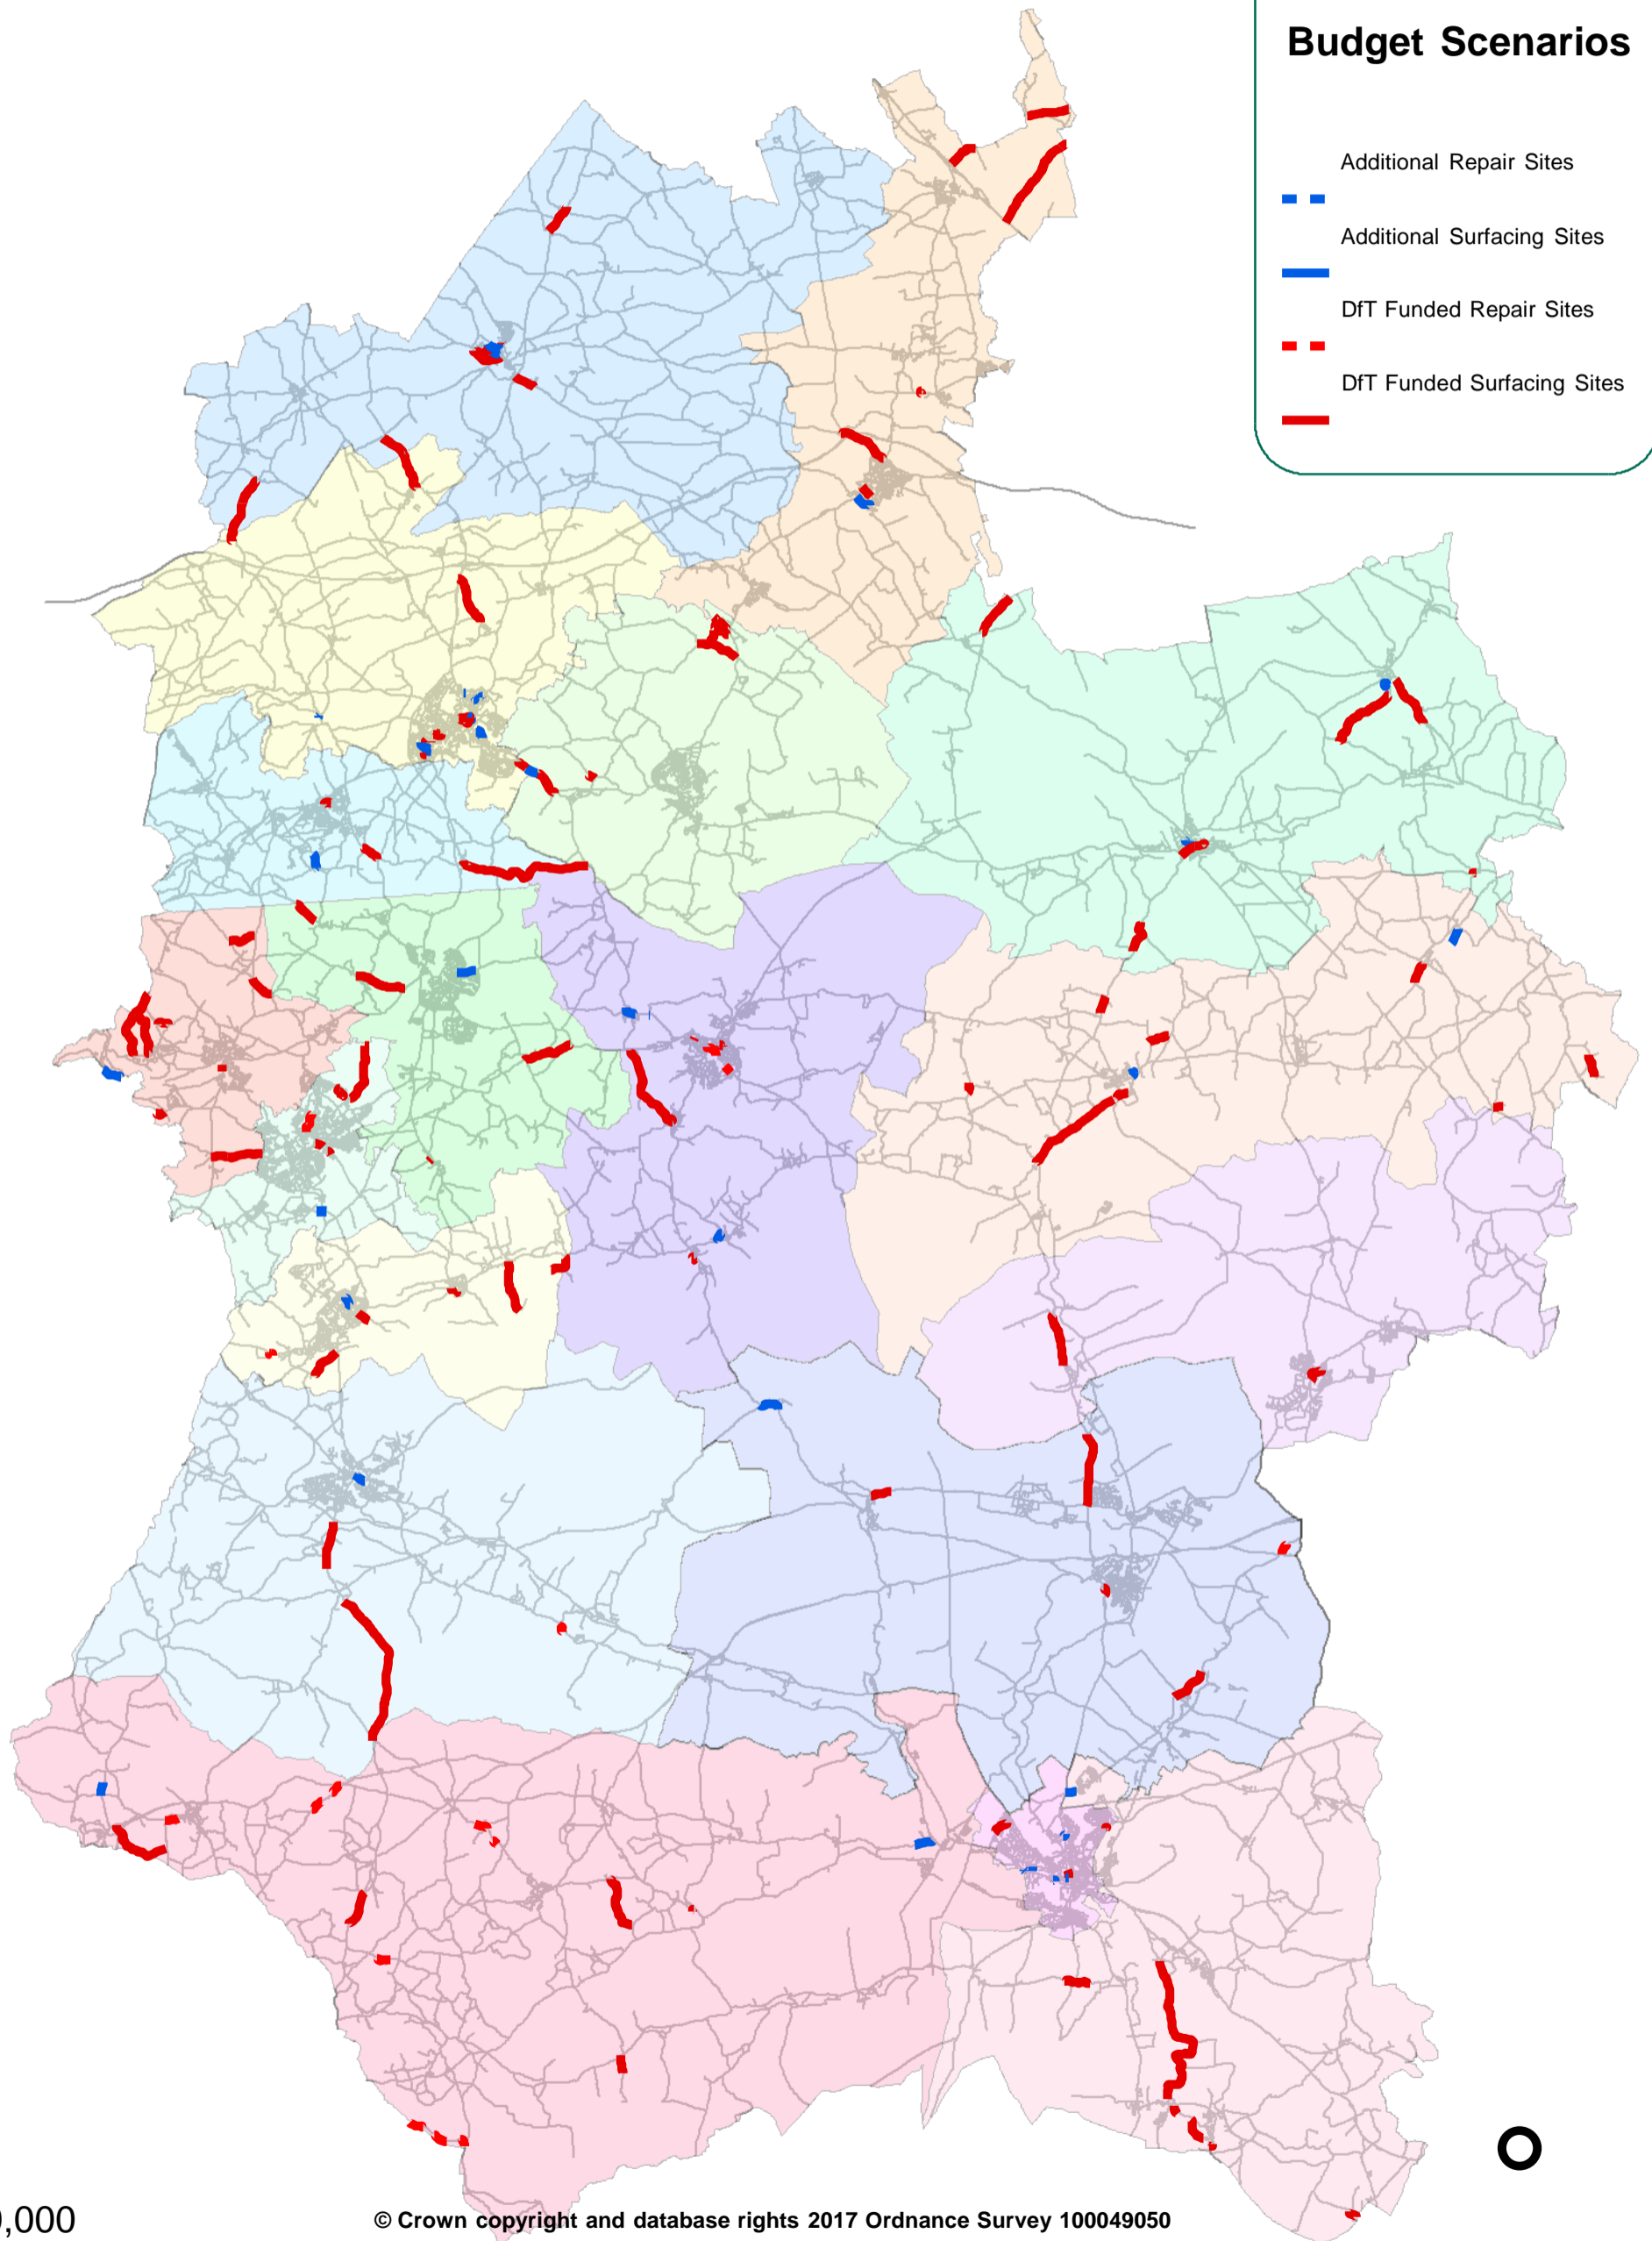 Budget Scenarios
Additional Repair Sites
Additional Surfacing Sites
DfT Funded Repair Sites
DfT Funded Surfacing Sites
0,000
© Crown copyright and database rights 2017 Ordnance Survey 100049050